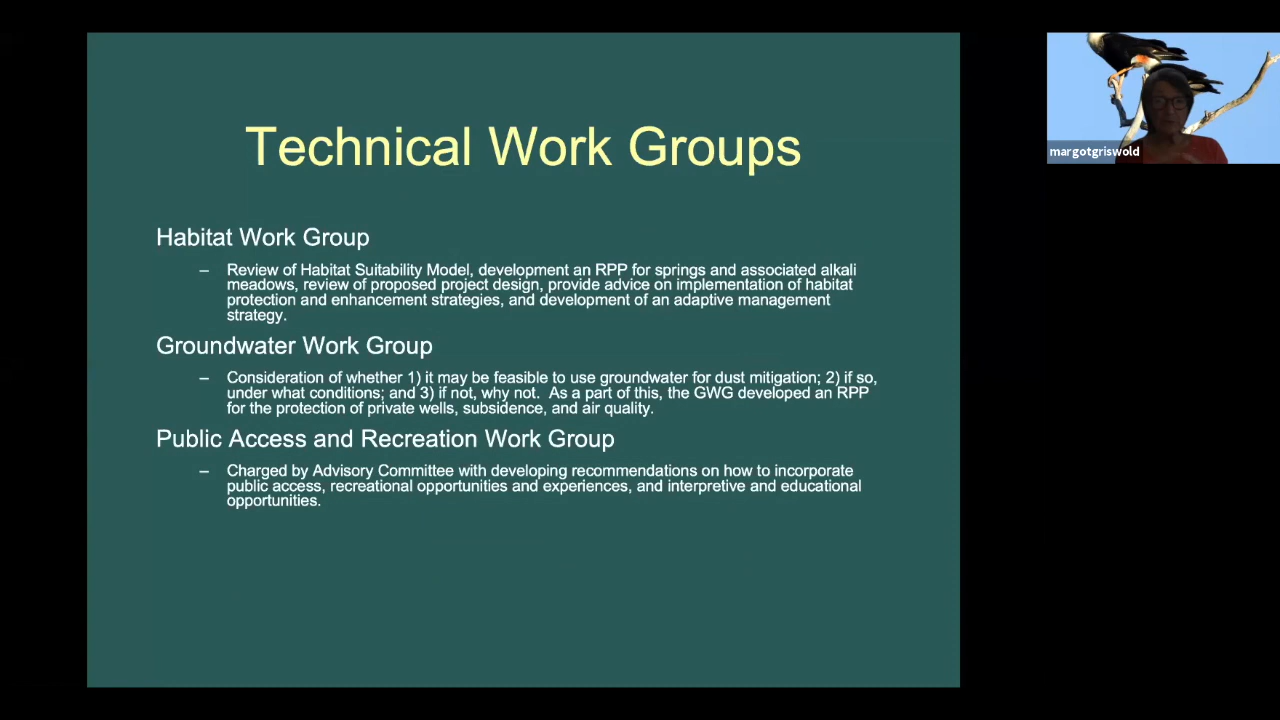 Technical Work Groups
margotgriswold
Habitat Work Group
– Review of Habitat Suitability Model, development an RPP for springs and associated alkali
meadows, review of proposed project design, provide advice on implementation of habitat
protection and enhancement strategies, and development of an adaptive management
strategy.
Groundwater Work Group
– Consideration of whether 1) it may be feasible to use groundwater for dust mitigation; 2) if so,
under what conditions; and 3) if not, why not.  As a part of this, the GWG developed an RPP
for the protection of private wells, subsidence, and air quality.
Public Access and Recreation Work Group
– Charged by Advisory Committee with developing recommendations on how to incorporate
public access, recreational opportunities and experiences, and interpretive and educational
opportunities.